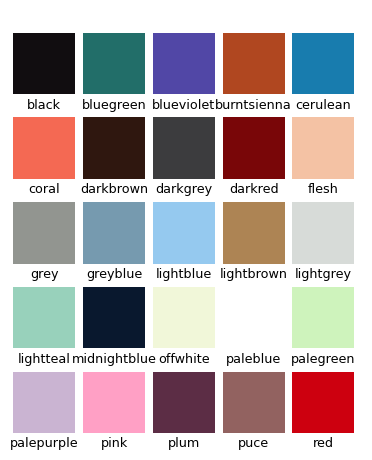 black bluegreen blueviolet burntsienna cerulean
coral darkbrown darkgrey darkred flesh
grey greyblue lightblue lightbrown lightgrey
lightteal midnightblue offwhite paleblue palegreen
palepurple pink plum puce red